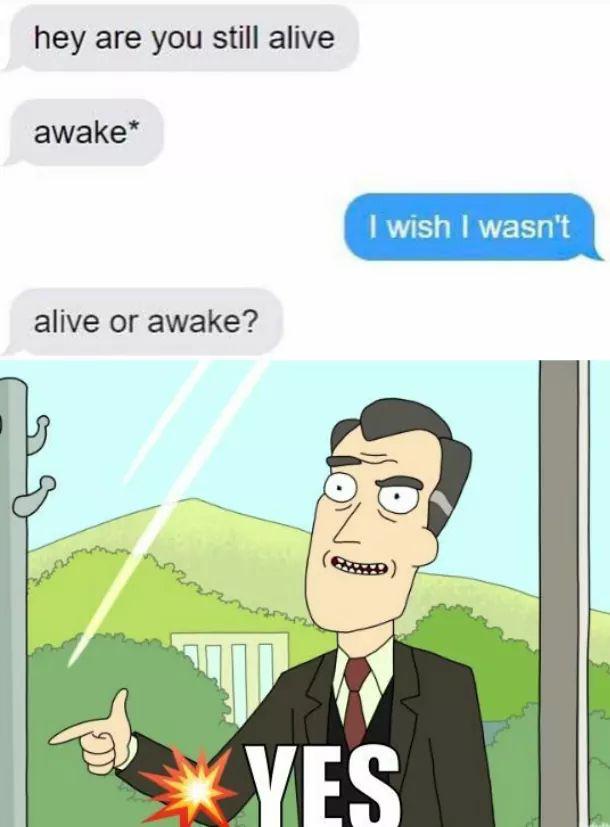 hey are you still alive
awake*
I wish I wasn't
alive or awake?
YES